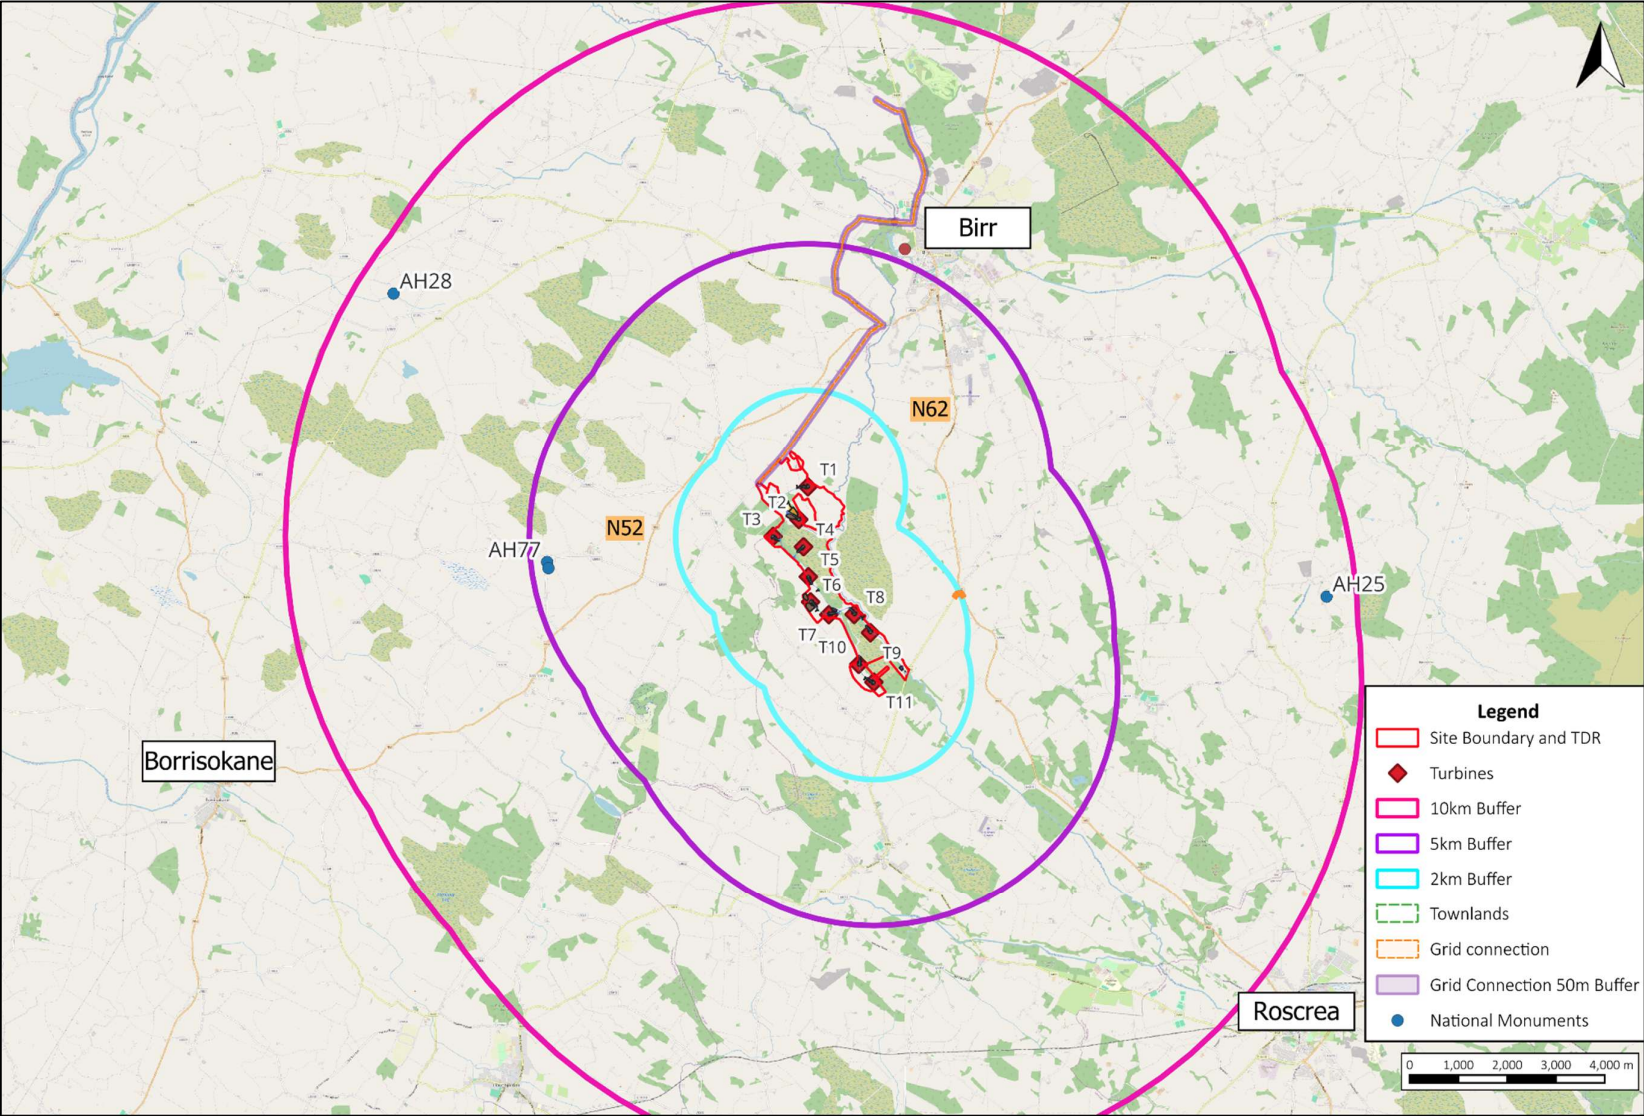 Birr
AH28
N62
T1
T2
T3
T4
N52
AH77
T5
T6
T8
AH25
T7
T10
T9
T11
Borrisokane
Roscrea
Legend
Site Boundary and TDR
Turbines
10km Buffer
5km Buffer
2km Buffer
Townlands
Grid connection
Grid Connection 50m Buffer
National Monuments
0 1,000 2,000 3,000 4,000 m